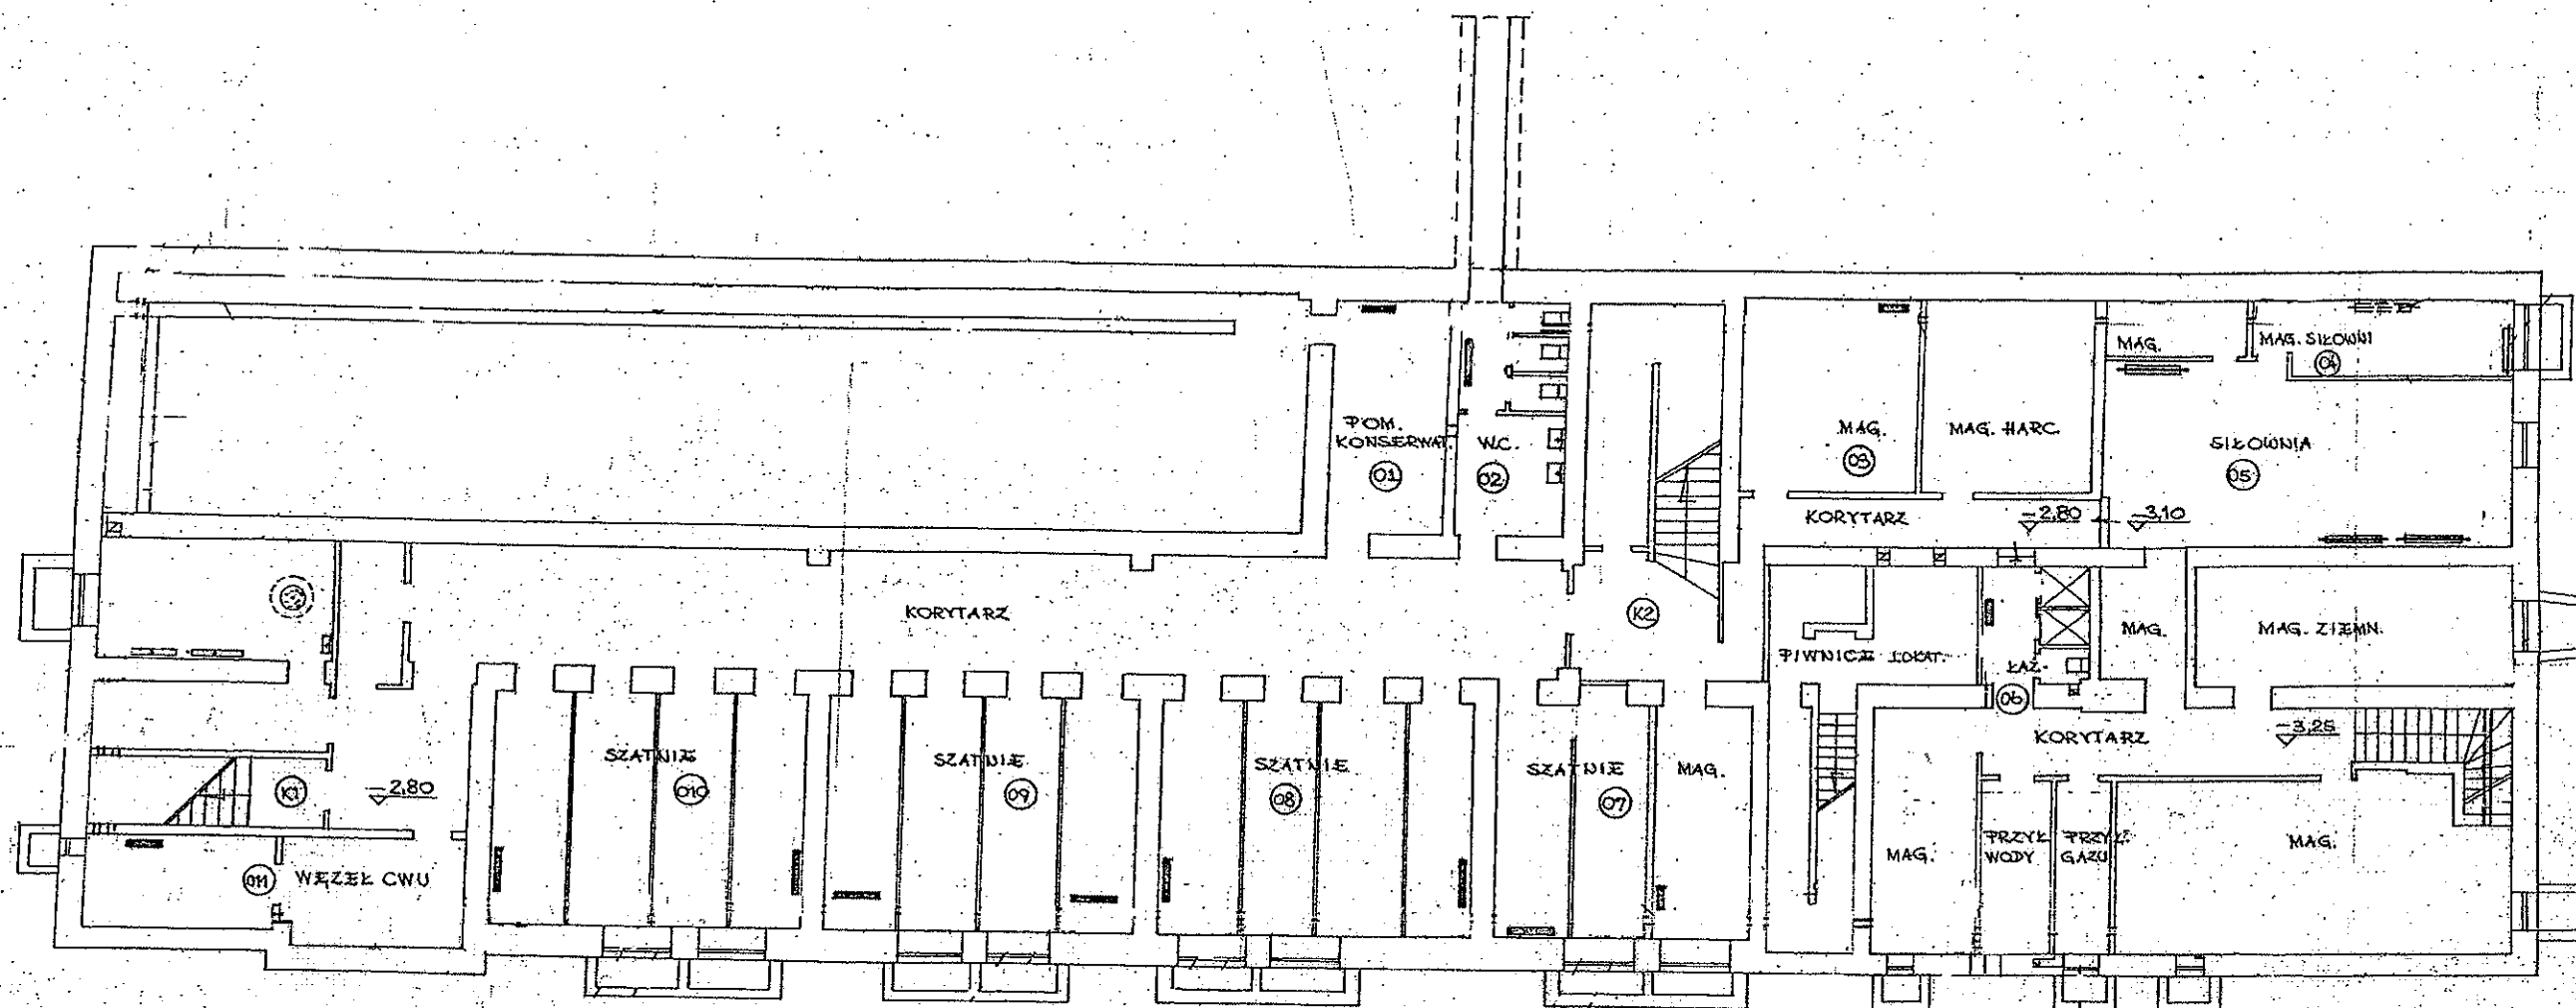 MAG.
MAG. SIŁOWNI
04
POM.
KONSERWAT.
01
W.C.
02
MAG.
03
MAG. HARC.
SIŁOWNIA
05
KORYTARZ
-2,80
-3,10
KORYTARZ
K2
PIWNICE LOKAT.
ŁAZ.
06
MAG.
MAG. ZIEMN.
KORYTARZ
-3,25
K1
-2,80
SZATNIE
010
SZATNIE
09
SZATNIE
08
SZATNIE
07
MAG.
MAG.
PRZYŁ.
WODY
PRZYŁ.
GAZU
MAG.
011
WĘZEŁ CWU